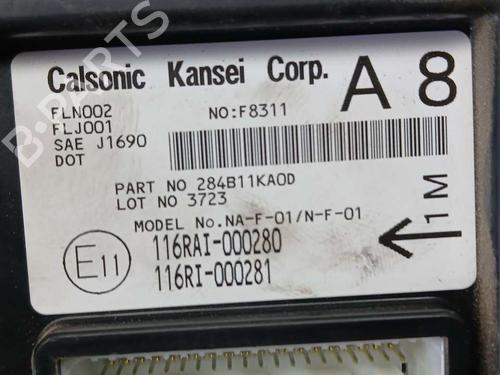 Calsonic Kansei Corp. A 8
FLN002
FLJ001
SAE J1690
DOT
NO:F8311
PART NO 284B11KA0D
LOT NO 3723
MODEL No.NA-F-01/N-F-01
E11
116RAI-000280
116RI-000281
1M